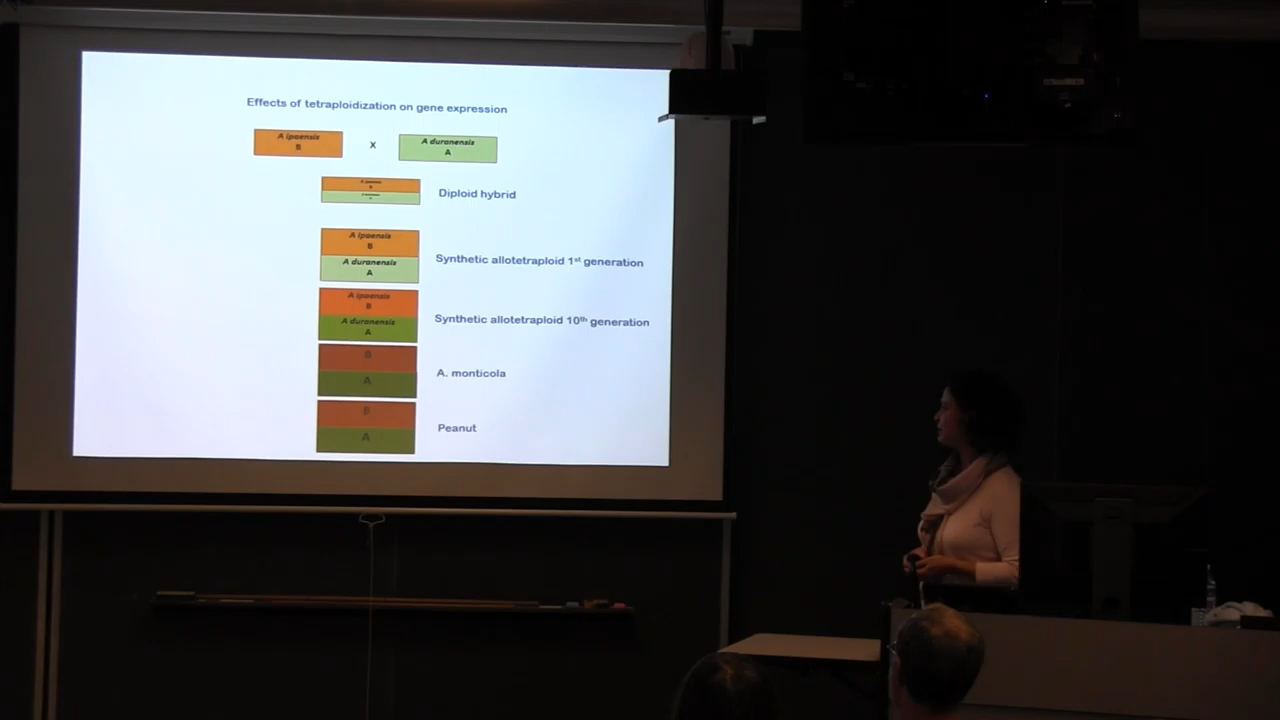 Effects of tetraploidization on gene expression
A ipaensis
B
X
A duranensis
A
Diploid hybrid
A ipaensis
B
A duranensis
A
Synthetic allotetraploid 1st generation
A ipaensis
B
A duranensis
A
Synthetic allotetraploid 10th generation
B
A
A. monticola
B
A
Peanut